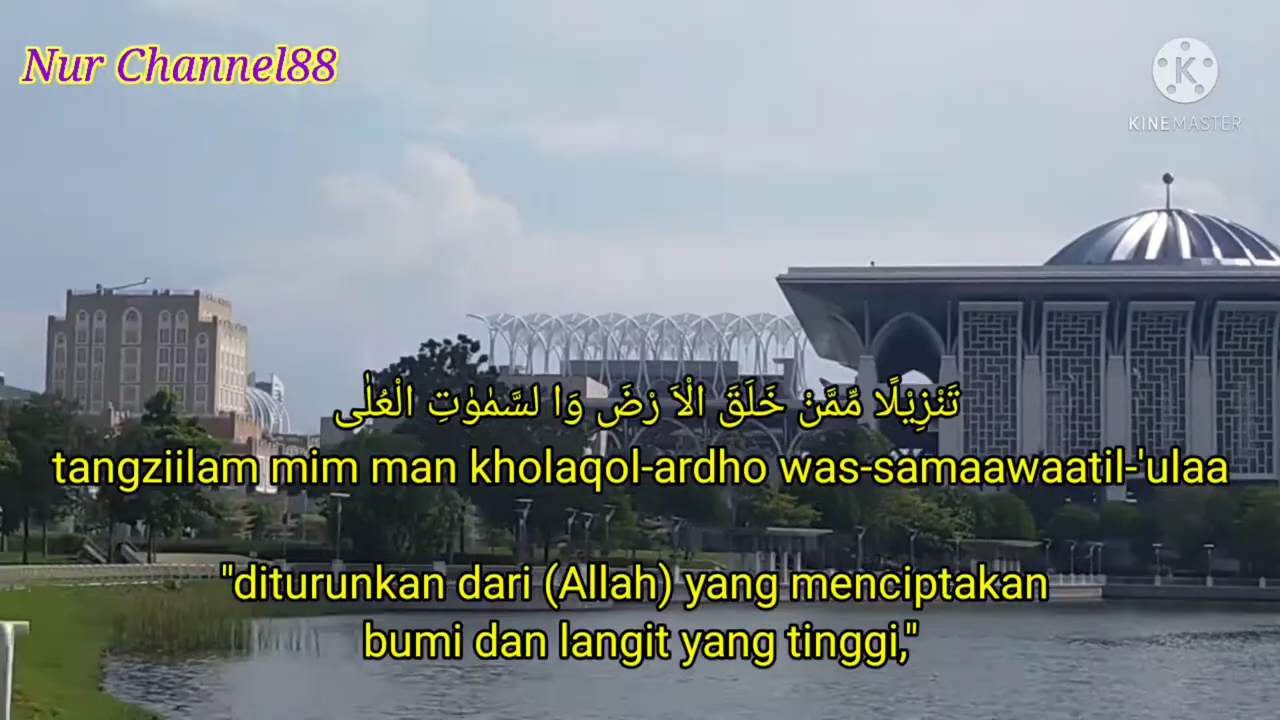 Nur Channel88
K
KINEMASTER
تَنْزِيْلًا مِّمَّنْ خَلَقَ الْاَ رْضَ وَا لسَّمٰوٰتِ الْعُلٰى
tangziilam mim man kholaqol-ardho was-samaawaatil-'ulaa
"diturunkan dari (Allah) yang menciptakan
bumi dan langit yang tinggi,"